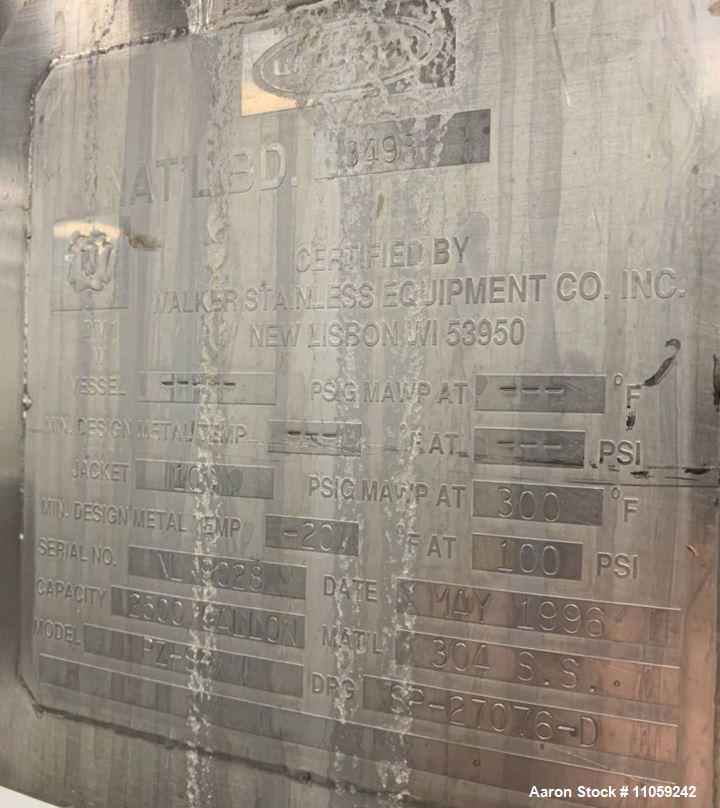 NAT'L BD.
CERTIFIED BY
WALKER STAINLESS EQUIPMENT CO. INC.
NEW LISBON WI 53950
DIV. 1
VESSEL ----- PSIG MAWP AT --- °F
MIN. DESIGN METAL TEMP --- °F AT --- PSI
JACKET 100 PSIG MAWP AT 300 °F
MIN. DESIGN METAL TEMP -20 °F AT 100 PSI
SERIAL NO. DATE MAY 1996
CAPACITY 2500 GALLON MAT'L 304 S.S.
MODEL DRG SP-27076-D
Aaron Stock # 11059242